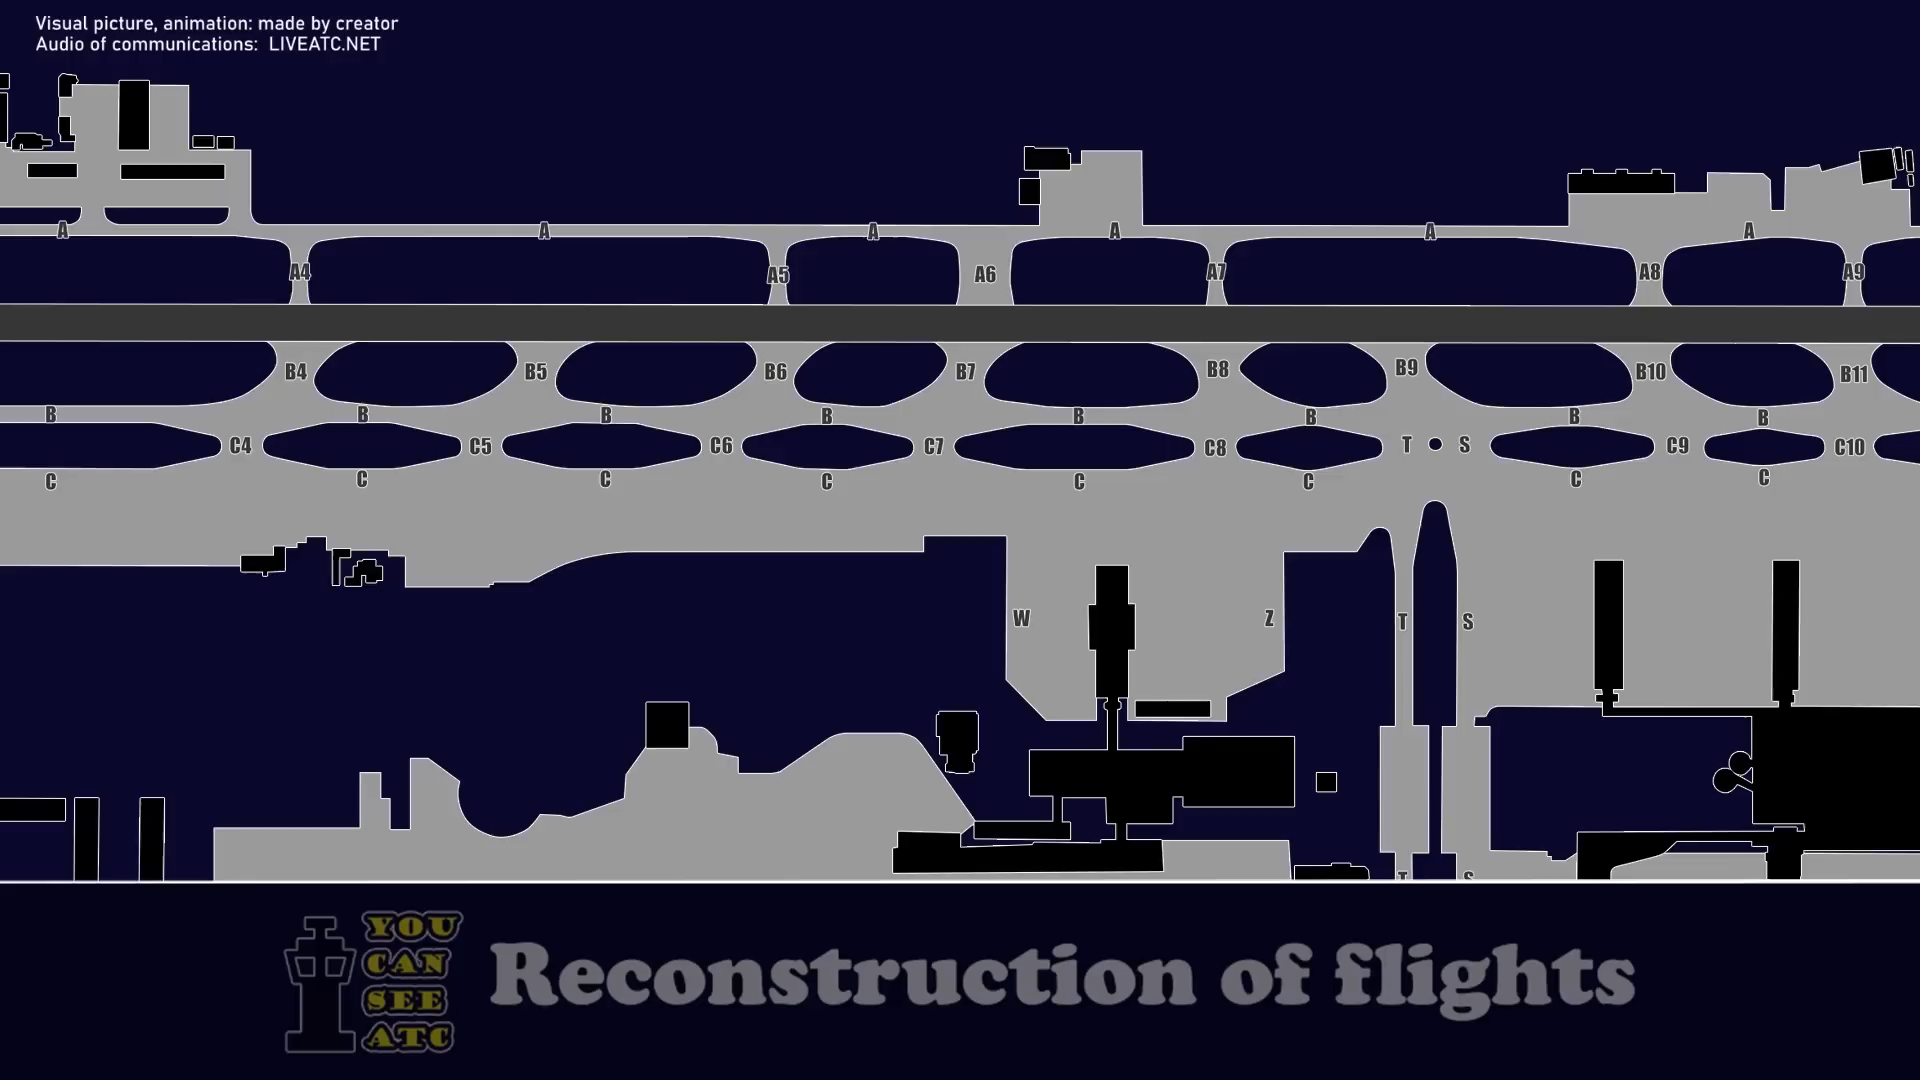 Visual picture, animation: made by creator
Audio of communications: LIVEATC.NET
A A A A A A
A4 A5 A6 A7 A8 A9
B4 B5 B6 B7 B8 B9 B10 B11
B B B B B B B B
C4 C5 C6 C7 C8 T S C9 C10
C C C C C C C C
W Z T S
T S
YOU
CAN
SEE
ATC
Reconstruction of flights